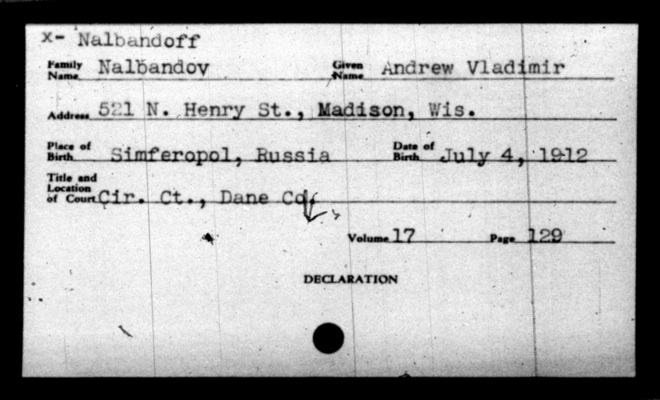 x- Nalbandoff
Family Name Nalbandov Given Name Andrew Vladimir
Address 521 N. Henry St., Madison, Wis.
Place of Birth Simferopol, Russia Date of Birth July 4, 1912
Title and Location of Court Cir. Ct., Dane Co.
Volume 17 Page 129
DECLARATION